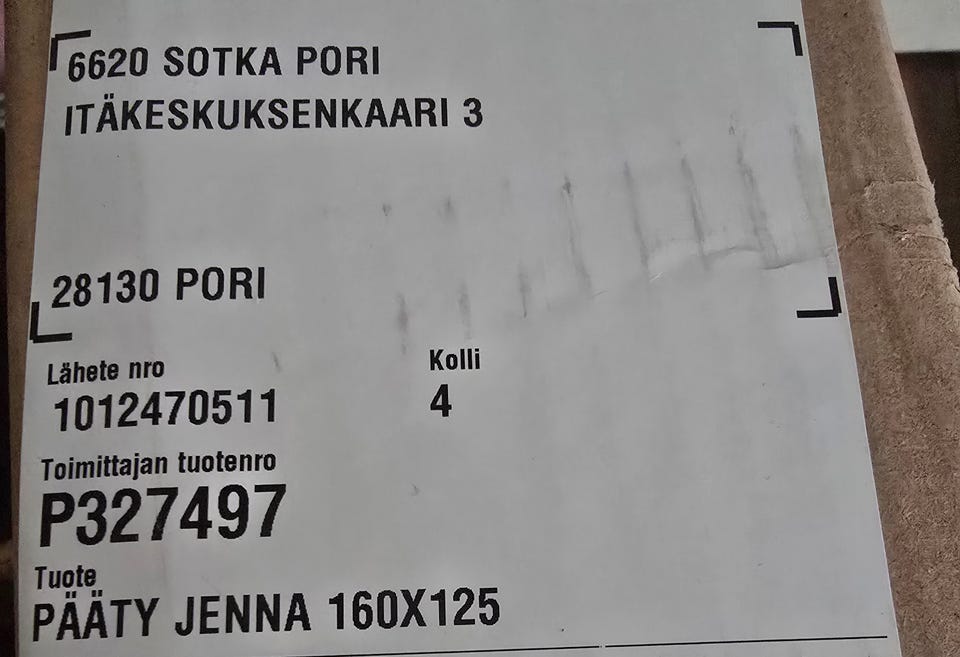 6620 SOTKA PORI
ITÄKESKUKSENKAARI 3
28130 PORI
Lähete nro Kolli
1012470511 4
Toimittajan tuotenro
P327497
Tuote
PÄÄTY JENNA 160X125